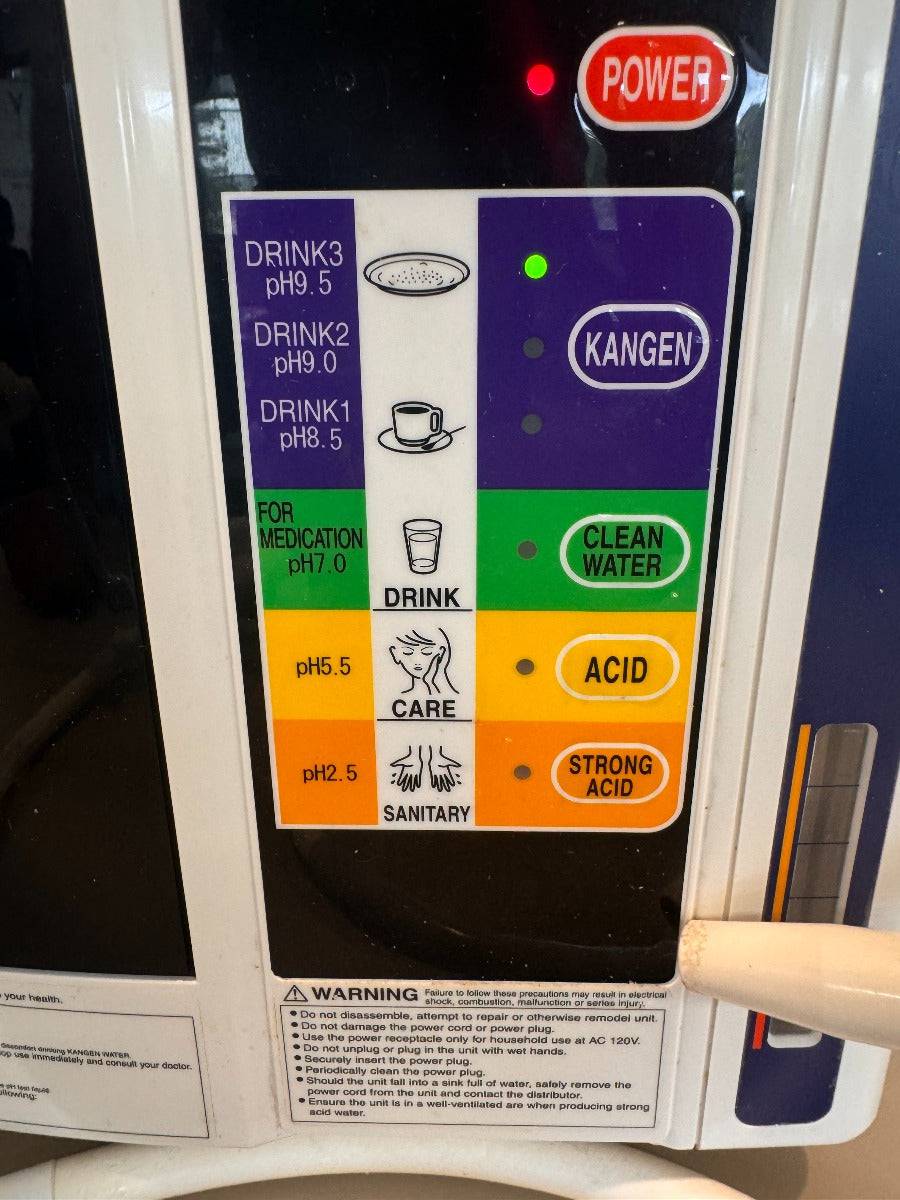 POWER
DRINK3
pH9.5
DRINK2
pH9.0
KANGEN
DRINK1
pH8.5
FOR
MEDICATION
pH7.0
DRINK
CLEAN
WATER
pH5.5
CARE
ACID
pH2.5
SANITARY
STRONG
ACID
WARNING Failure to follow these precautions may result in electrical
shock, combustion, malfunction or series injury.
• Do not disassemble, attempt to repair or otherwise remodel unit.
• Do not damage the power cord or power plug.
• Use the power receptacle only for household use at AC 120V.
• Do not unplug or plug in the unit with wet hands.
• Securely insert the power plug.
• Periodically clean the power plug.
• Should the unit fall into a sink full of water, safely remove the
power cord from the unit and contact the distributor.
• Ensure the unit is in a well-ventilated are when producing strong
acid water.
your health.
drinking KANGEN WATER.
use immediately and consult your doctor.